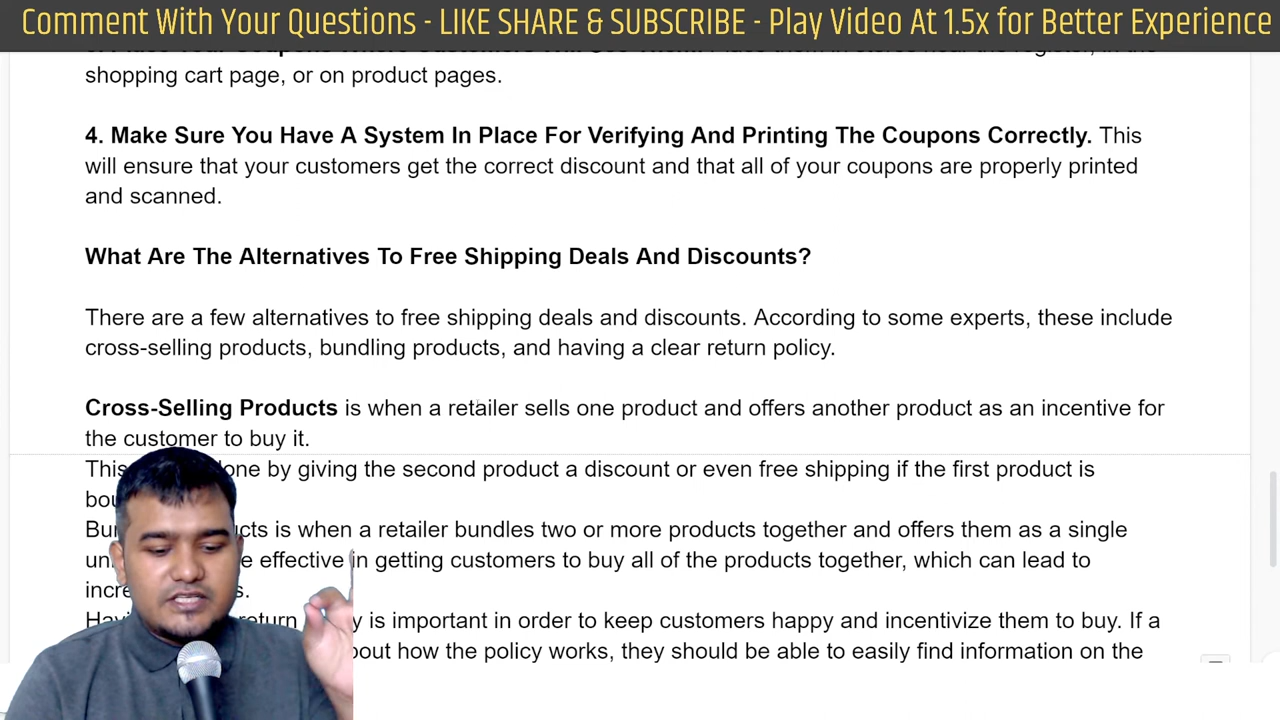 Comment With Your Questions - LIKE SHARE & SUBSCRIBE - Play Video At 1.5x for Better Experience
shopping cart page, or on product pages.
4. Make Sure You Have A System In Place For Verifying And Printing The Coupons Correctly. This
will ensure that your customers get the correct discount and that all of your coupons are properly printed
and scanned.
What Are The Alternatives To Free Shipping Deals And Discounts?
There are a few alternatives to free shipping deals and discounts. According to some experts, these include
cross-selling products, bundling products, and having a clear return policy.
Cross-Selling Products is when a retailer sells one product and offers another product as an incentive for
the customer to buy it.
by giving the second product a discount or even free shipping if the first product is
is when a retailer bundles two or more products together and offers them as a single
effective in getting customers to buy all of the products together, which can lead to
return is important in order to keep customers happy and incentivize them to buy. If a
how the policy works, they should be able to easily find information on the